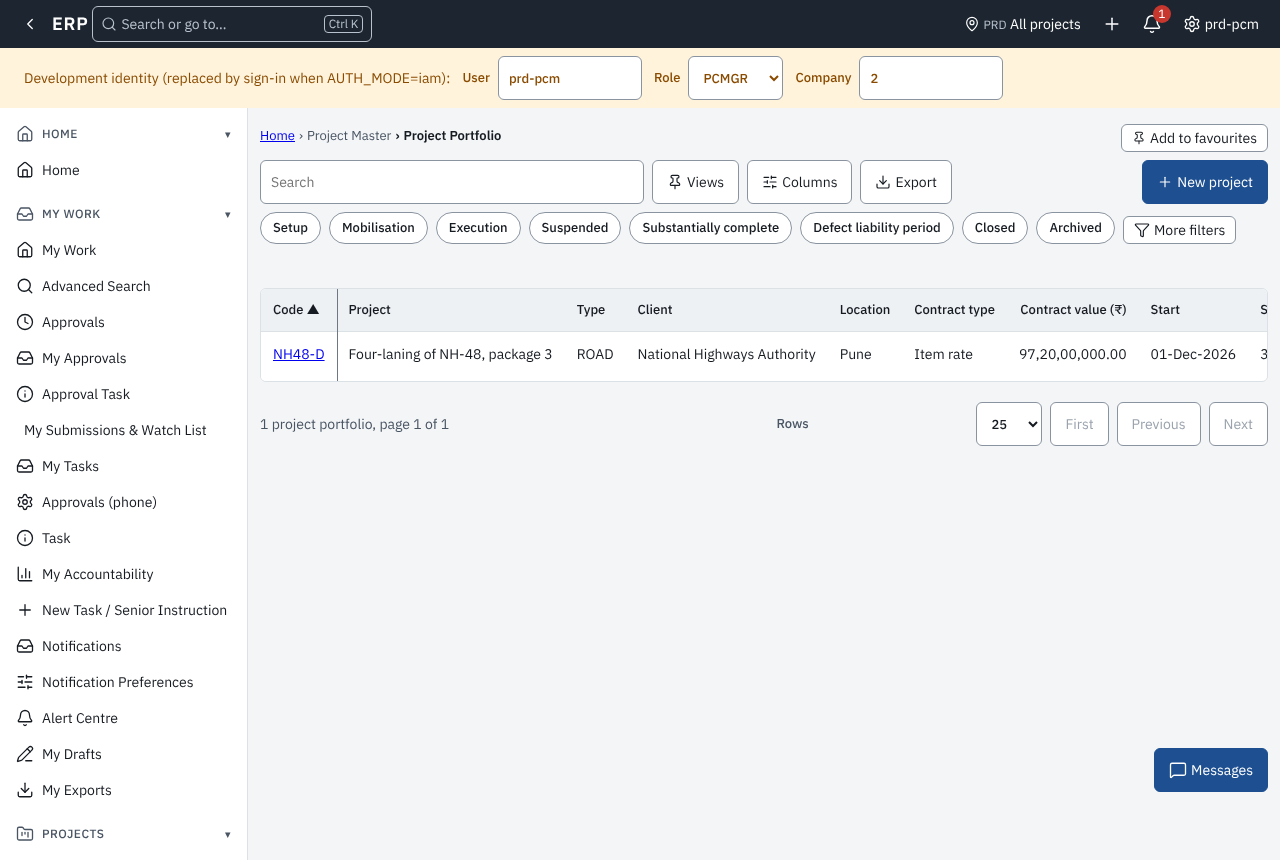 ERP Search or go to... Ctrl K PRD All projects 1 prd-pcm
Development identity (replaced by sign-in when AUTH_MODE=iam): User prd-pcm Role PCMGR Company 2
HOME
Home
MY WORK
My Work
Advanced Search
Approvals
My Approvals
Approval Task
My Submissions & Watch List
My Tasks
Approvals (phone)
Task
My Accountability
New Task / Senior Instruction
Notifications
Notification Preferences
Alert Centre
My Drafts
My Exports
PROJECTS
Home › Project Master › Project Portfolio
Add to favourites
Search Views Columns Export New project
Setup Mobilisation Execution Suspended Substantially complete Defect liability period Closed Archived More filters
Code ▲ Project Type Client Location Contract type Contract value (₹) Start S
NH48-D Four-laning of NH-48, package 3 ROAD National Highways Authority Pune Item rate 97,20,00,000.00 01-Dec-2026 3
1 project portfolio, page 1 of 1 Rows 25 First Previous Next
Messages